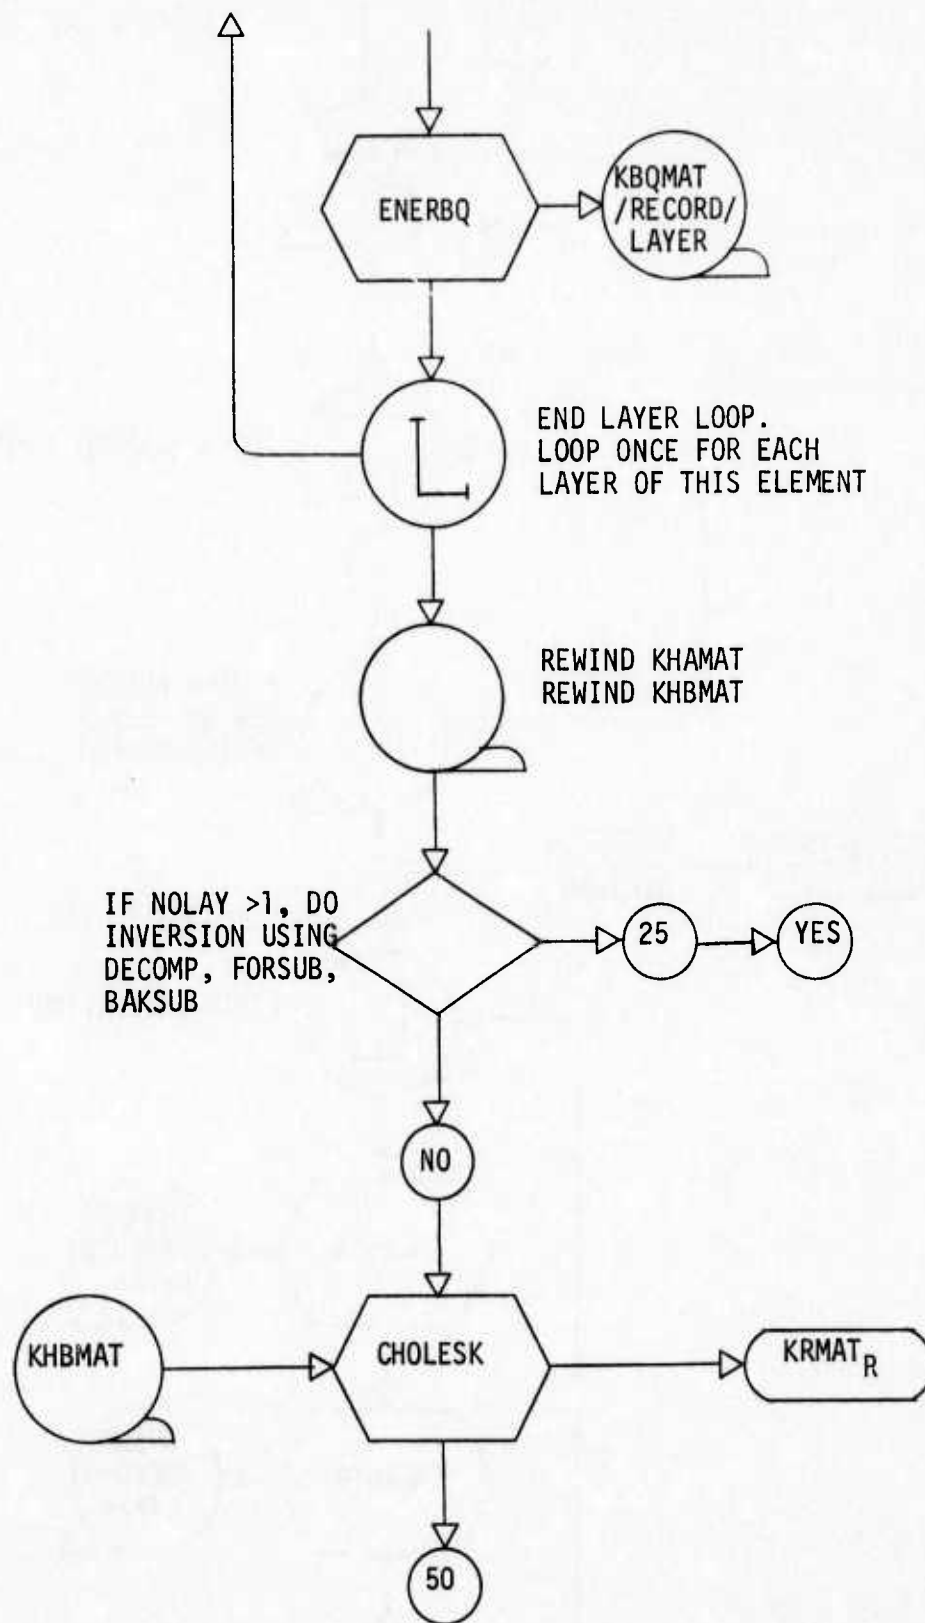 ENERBQ
KBQMAT
/RECORD/
LAYER
L
END LAYER LOOP.
LOOP ONCE FOR EACH
LAYER OF THIS ELEMENT
REWIND KHAMAT
REWIND KHBMAT
IF NOLAY >1, DO
INVERSION USING
DECOMP, FORSUB,
BAKSUB
25
YES
NO
KHBMAT
CHOLESK
KRMAT_R
50